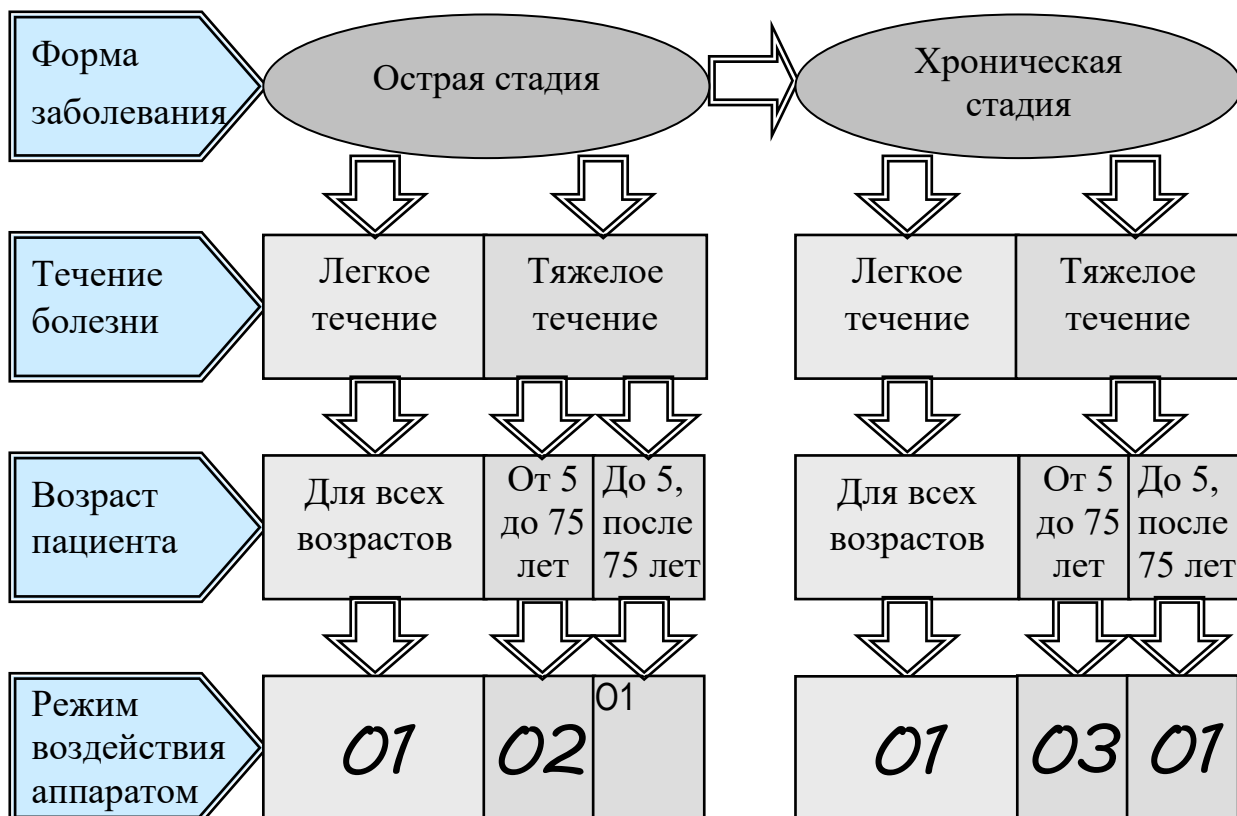 Форма
заболевания
Острая стадия
Хроническая
стадия
Течение
болезни
Легкое
течение
Тяжелое
течение
Легкое
течение
Тяжелое
течение
Возраст
пациента
Для всех
возрастов
От 5
до 75
лет
До 5,
после
75 лет
Для всех
возрастов
От 5
до 75
лет
До 5,
после
75 лет
Режим
воздействия
аппаратом
01
02
01
01
03
01